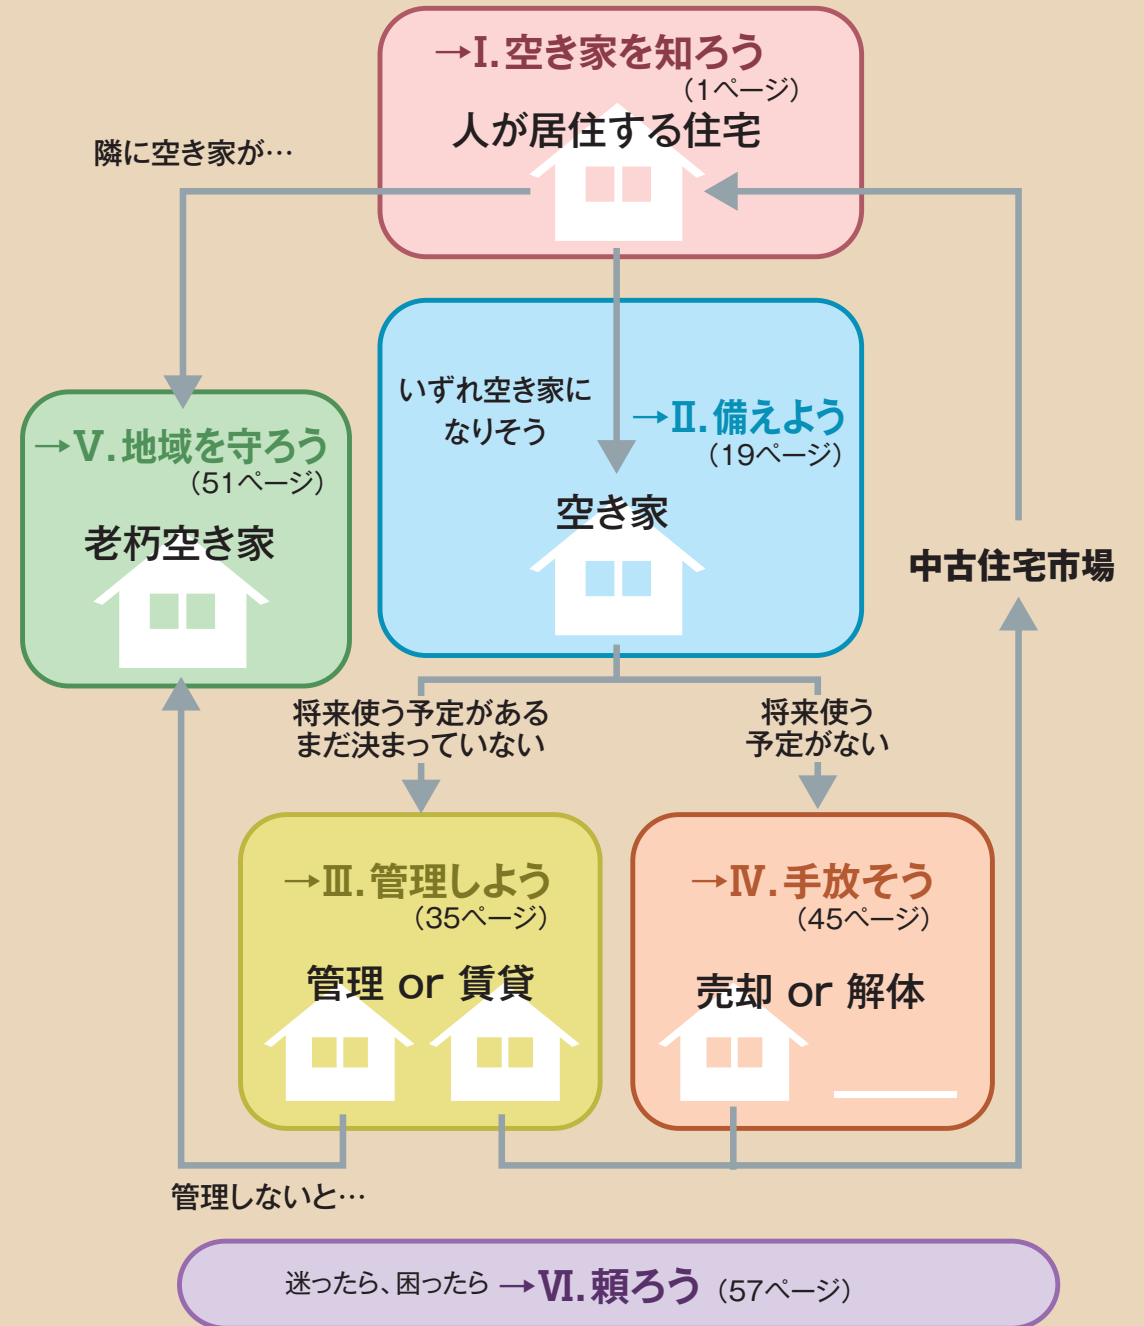 →Ⅰ.空き家を知ろう
（1ページ）
人が居住する住宅
隣に空き家が…
いずれ空き家に
なりそう
→Ⅱ.備えよう
（19ページ）
空き家
→Ⅴ.地域を守ろう
（51ページ）
老朽空き家
中古住宅市場
将来使う予定がある
まだ決まっていない
将来使う
予定がない
→Ⅲ.管理しよう
（35ページ）
管理 or 賃貸
→Ⅳ.手放そう
（45ページ）
売却 or 解体
管理しないと…
迷ったら、困ったら →Ⅵ.頼ろう（57ページ）